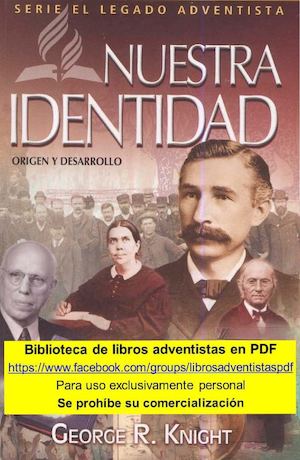 SERIE EL LEGADO ADVENTISTA
NUESTRA
IDENTIDAD
ORIGEN Y DESARROLLO
Biblioteca de libros adventistas en PDF
https://www.facebook.com/groups/librosadventistaspdf
Para uso exclusivamente personal
Se prohíbe su comercialización
GEORGE R. KNIGHT